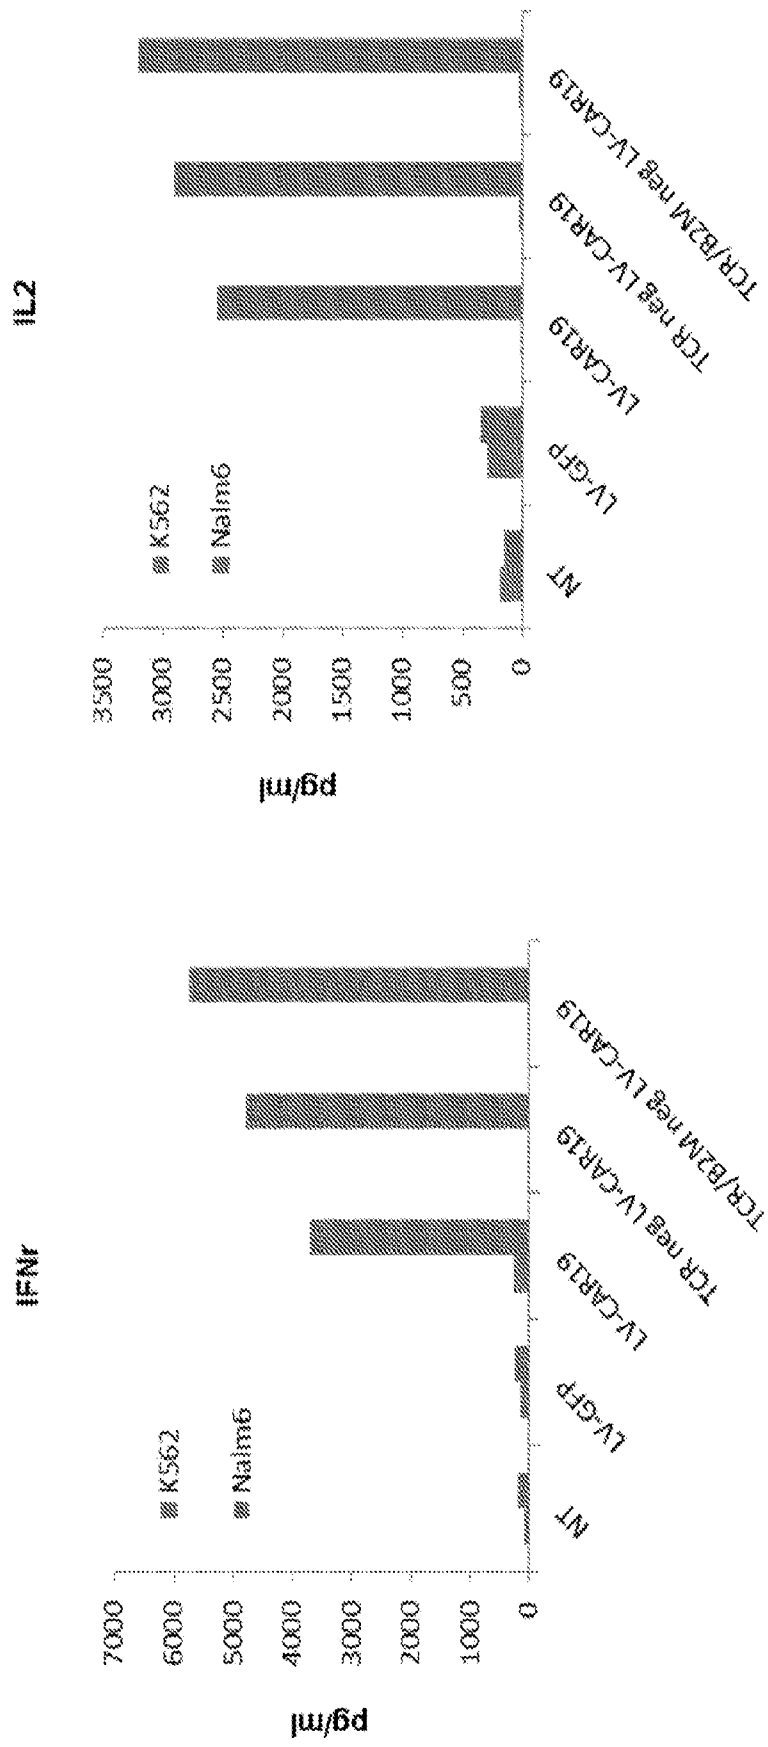 IFNr
pg/ml
7000
6000
5000
4000
3000
2000
1000
0
K562
Nalm6
NT
LV-GFP
LV-CAR19
TCR neg LV-CAR19
TCR/B2M neg LV-CAR19
IL2
pg/ml
3500
3000
2500
2000
1500
1000
500
0
K562
Nalm6
NT
LV-GFP
LV-CAR19
TCR neg LV-CAR19
TCR/B2M neg LV-CAR19